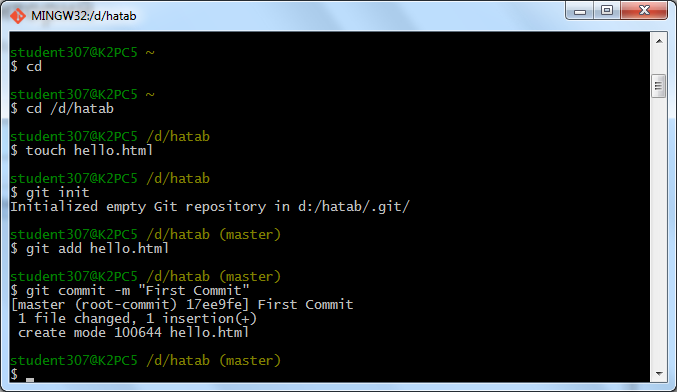 MINGW32:/d/hatab
student307@K2PC5 ~
$ cd
student307@K2PC5 ~
$ cd /d/hatab
student307@K2PC5 /d/hatab
$ touch hello.html
student307@K2PC5 /d/hatab
$ git init
Initialized empty Git repository in d:/hatab/.git/
student307@K2PC5 /d/hatab (master)
$ git add hello.html
student307@K2PC5 /d/hatab (master)
$ git commit -m "First Commit"
[master (root-commit) 17ee9fe] First Commit
 1 file changed, 1 insertion(+)
 create mode 100644 hello.html
student307@K2PC5 /d/hatab (master)
$